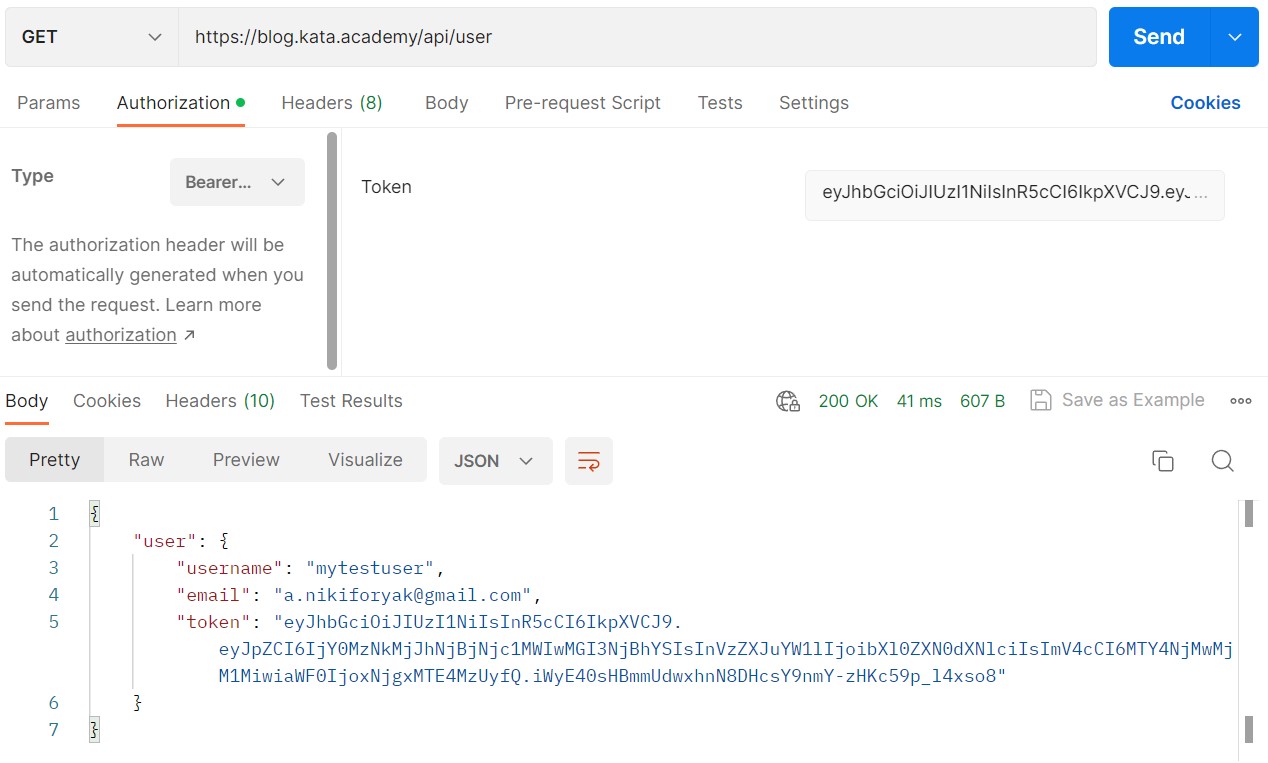 GET https://blog.kata.academy/api/user Send
Params Authorization Headers (8) Body Pre-request Script Tests Settings Cookies
Type Bearer... Token eyJhbGciOiJIUzI1NiIsInR5cCI6IkpXVCJ9.eyJ...
The authorization header will be
automatically generated when you
send the request. Learn more
about authorization ↗
Body Cookies Headers (10) Test Results 200 OK 41 ms 607 B Save as Example
Pretty Raw Preview Visualize JSON
1 {
2 "user": {
3 "username": "mytestuser",
4 "email": "a.nikiforyak@gmail.com",
5 "token": "eyJhbGciOiJIUzI1NiIsInR5cCI6IkpXVCJ9.
eyJpZCI6IjY0MzNkMjJhNjBjNjc1MWIwMGI3NjBhYSIsInVzZXJuYW1lIjoibXl0ZXN0dXNlciIsImV4cCI6MTY4NjMwMj
M1MiwiaWF0IjoxNjgxMTE4MzUyfQ.iWyE40sHBmmUdwxhnN8DHcsY9nmY-zHKc59p_l4xso8"
6 }
7 }